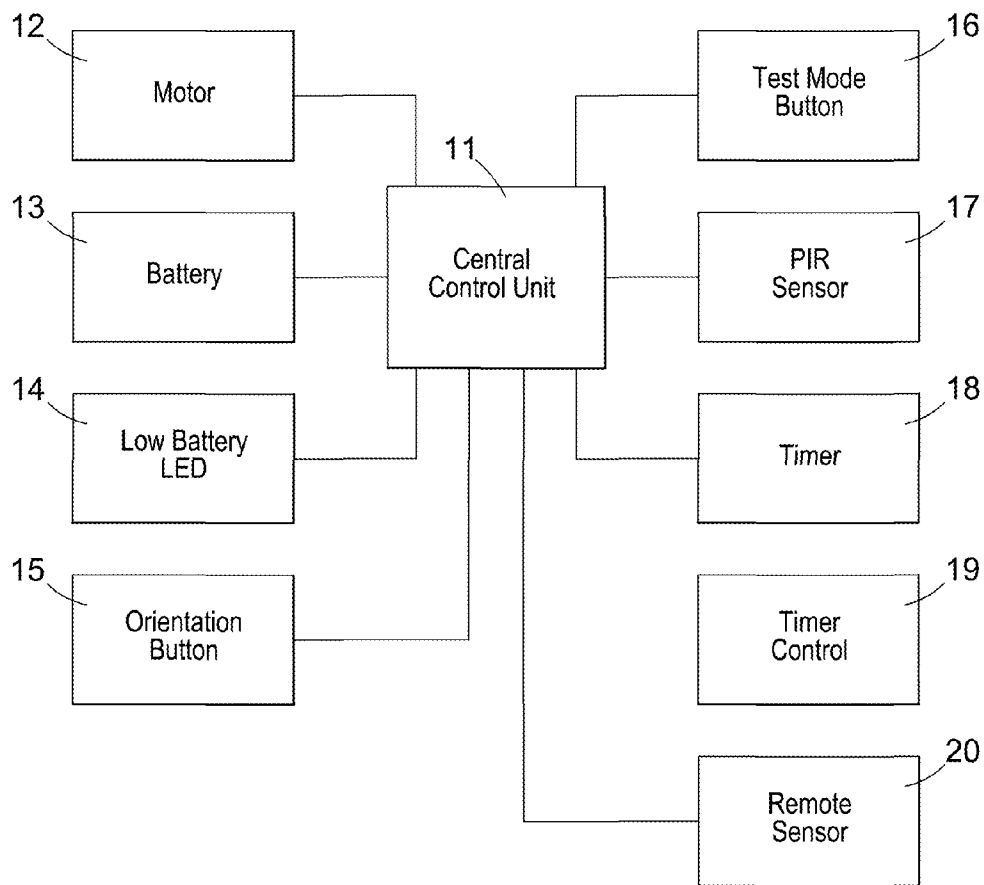 12
Motor
16
Test Mode
Button
11
Central
Control Unit
13
Battery
17
PIR
Sensor
14
Low Battery
LED
18
Timer
15
Orientation
Button
19
Timer
Control
20
Remote
Sensor